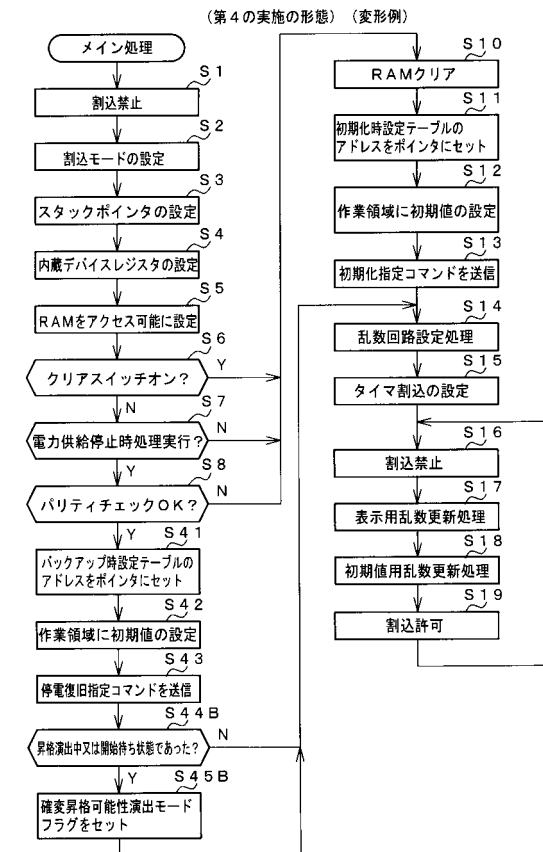 (第4の実施の形態) (変形例)
メイン処理
S1
割込禁止
S2
割込モードの設定
S3
スタックポインタの設定
S4
内蔵デバイスレジスタの設定
S5
RAMをアクセス可能に設定
S6
クリアスイッチオン?
Y
N
S7
電力供給停止時処理実行?
N
Y
S8
パリティチェックOK?
N
Y
S41
バックアップ時設定テーブルの
アドレスをポインタにセット
S42
作業領域に初期値の設定
S43
停電復旧指定コマンドを送信
S44B
昇格演出中又は開始待ち状態であった?
N
Y
S45B
確変昇格可能性演出モード
フラグをセット
S10
RAMクリア
S11
初期化時設定テーブルの
アドレスをポインタにセット
S12
作業領域に初期値の設定
S13
初期化指定コマンドを送信
S14
乱数回路設定処理
S15
タイマ割込の設定
S16
割込禁止
S17
表示用乱数更新処理
S18
初期値用乱数更新処理
S19
割込許可